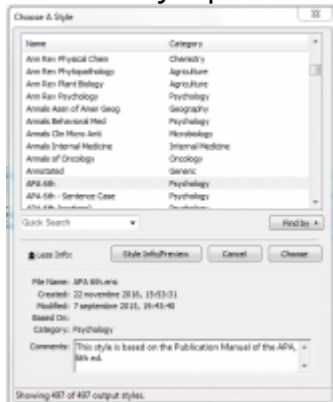 Choose A Style
Name Category
Ann Rev Physical Chem Chemistry
Ann Rev Phytopathology Agriculture
Ann Rev Plant Biology Agriculture
Ann Rev Psychology Psychology
Annals Assn of Amer Geog Geography
Annals Behavioral Med Psychology
Annals Clin Micro Anti Microbiology
Annals Internal Medicine Internal Medicine
Annals of Oncology Oncology
Annotated Generic
APA 6th Psychology
APA 6th - Sentence Case Psychology
Quick Search Find by
Less Info: Style Info/Preview Cancel Choose
File Name: APA 6th.ens
Created: 22 novembre 2016, 15:53:31
Modified: 7 septembre 2015, 19:43:40
Based On:
Category: Psychology
Comments: This style is based on the Publication Manual of the APA,
6th ed.
Showing 497 of 497 output styles.